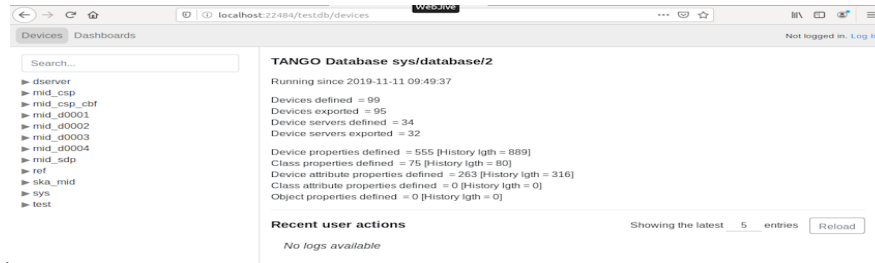 WebJive
localhost:22484/testdb/devices
Devices Dashboards
Not logged in. Log In
Search...
dserver
mid_csp
mid_csp_cbf
mid_d0001
mid_d0002
mid_d0003
mid_d0004
mid_sdp
ref
ska_mid
sys
test
TANGO Database sys/database/2
Running since 2019-11-11 09:49:37
Devices defined = 99
Devices exported = 95
Device servers defined = 34
Device servers exported = 32
Device properties defined = 555 [History lgth = 889]
Class properties defined = 75 [History lgth = 80]
Device attribute properties defined = 263 [History lgth = 316]
Class attribute properties defined = 0 [History lgth = 0]
Object properties defined = 0 [History lgth = 0]
Recent user actions
Showing the latest 5 entries Reload
No logs available